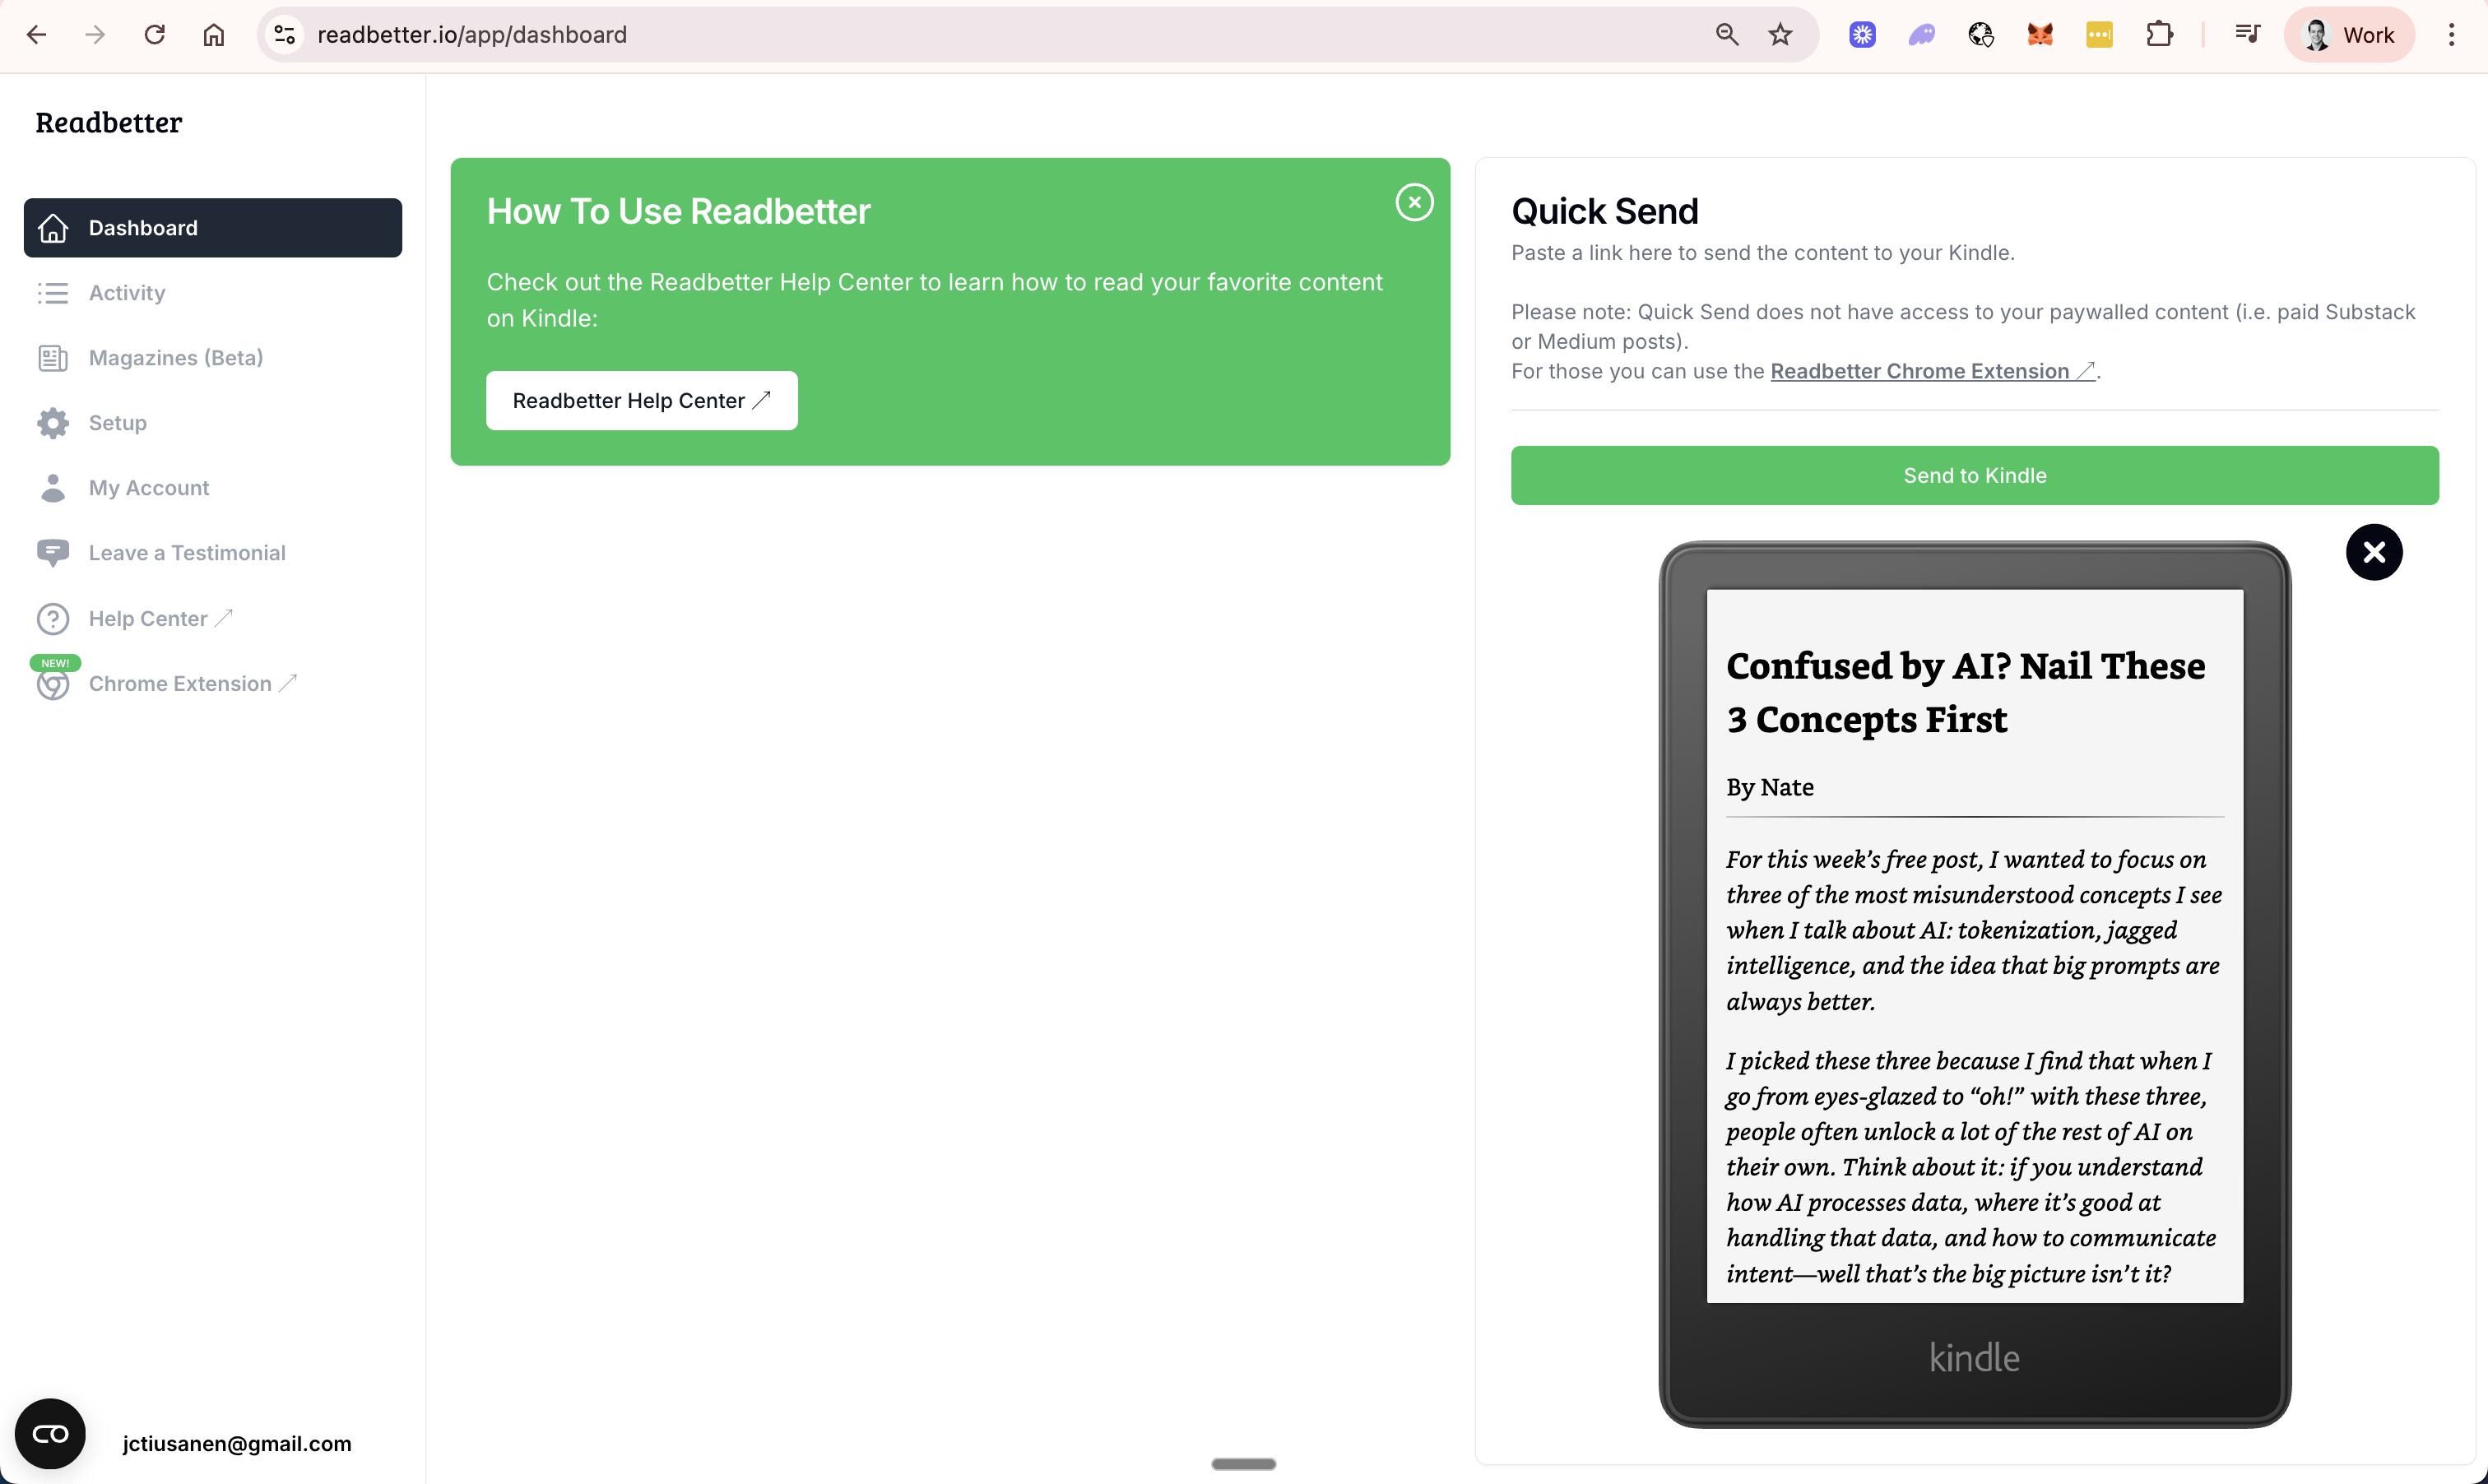 readbetter.io/app/dashboard
Work
Readbetter
Dashboard
Activity
Magazines (Beta)
Setup
My Account
Leave a Testimonial
Help Center
NEW!
Chrome Extension
jctiusanen@gmail.com
How To Use Readbetter
Check out the Readbetter Help Center to learn how to read your favorite content
on Kindle:
Readbetter Help Center
Quick Send
Paste a link here to send the content to your Kindle.
Please note: Quick Send does not have access to your paywalled content (i.e. paid Substack
or Medium posts).
For those you can use the Readbetter Chrome Extension.
Send to Kindle
Confused by AI? Nail These
3 Concepts First
By Nate
For this week’s free post, I wanted to focus on
three of the most misunderstood concepts I see
when I talk about AI: tokenization, jagged
intelligence, and the idea that big prompts are
always better.
I picked these three because I find that when I
go from eyes-glazed to “oh!” with these three,
people often unlock a lot of the rest of AI on
their own. Think about it: if you understand
how AI processes data, where it’s good at
handling that data, and how to communicate
intent—well that’s the big picture isn’t it?
kindle